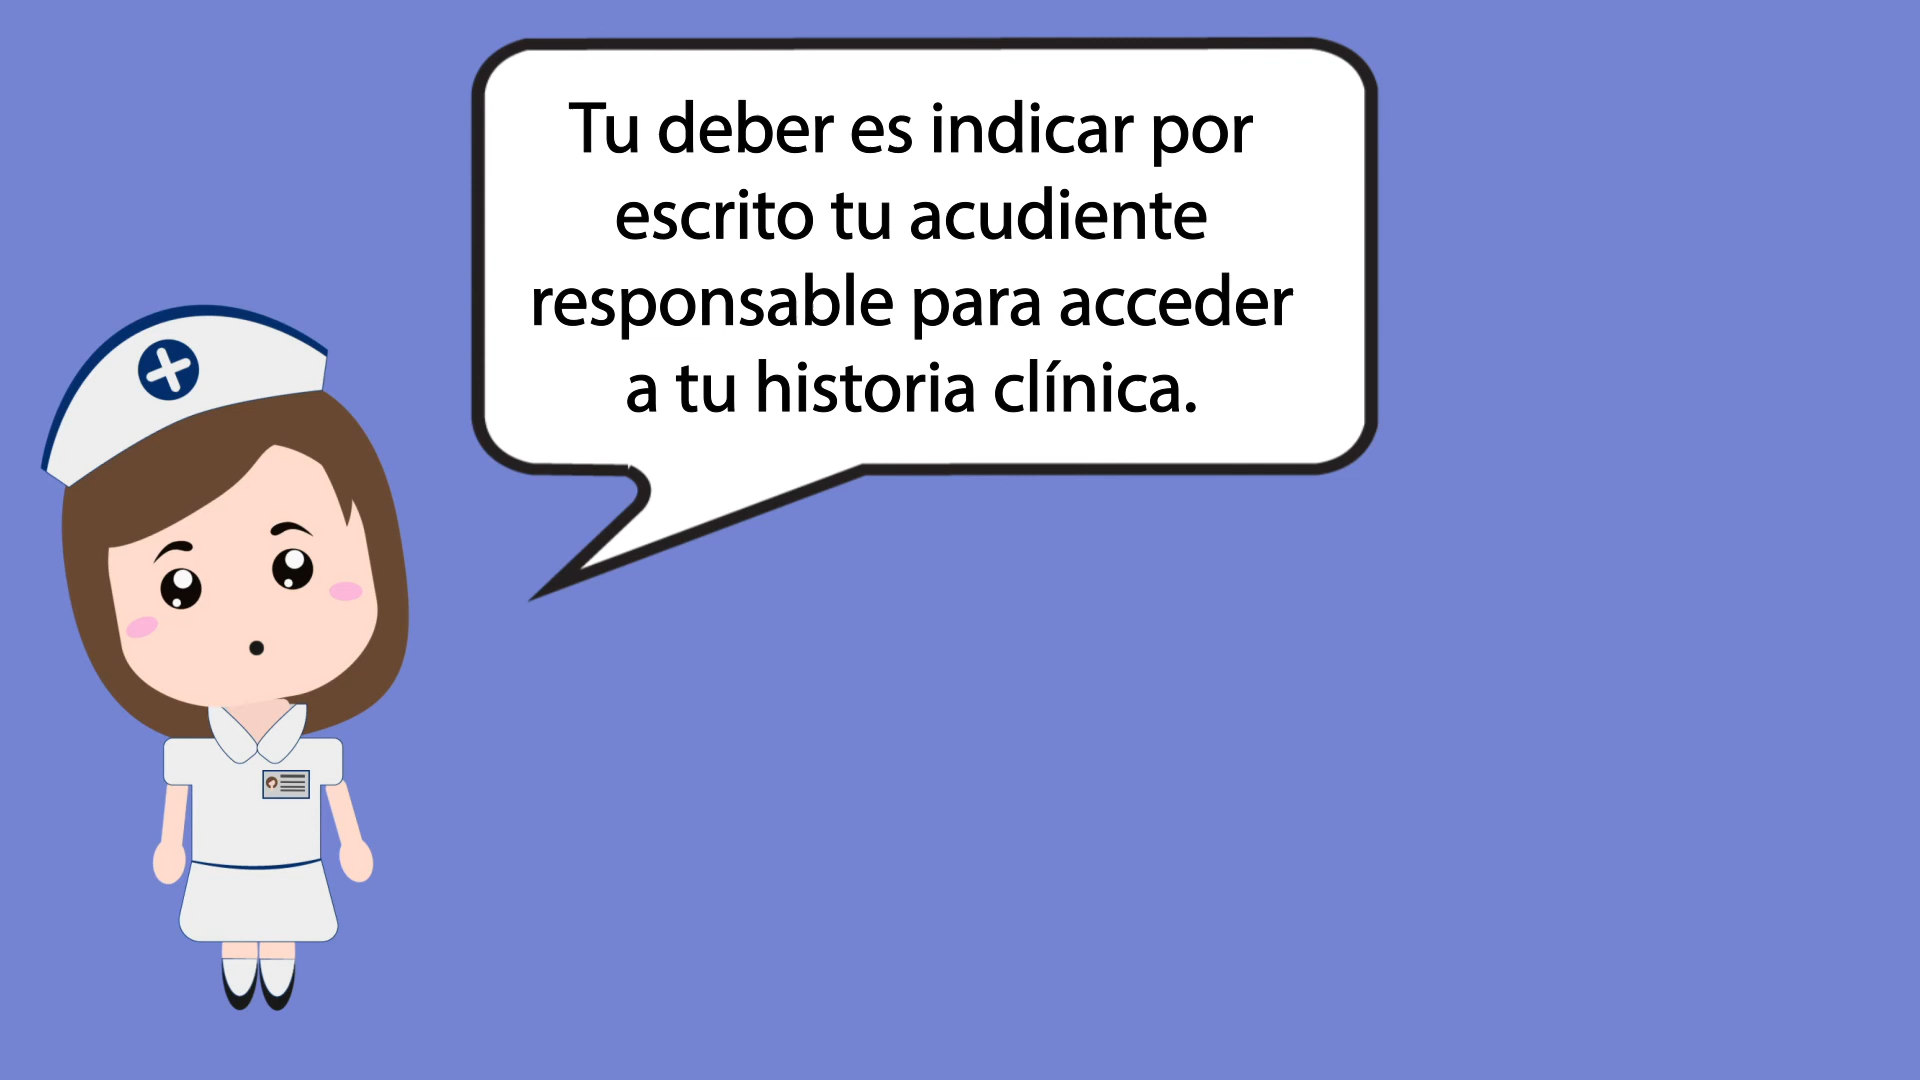 Tu deber es indicar por
escrito tu acudiente
responsable para acceder
a tu historia clínica.